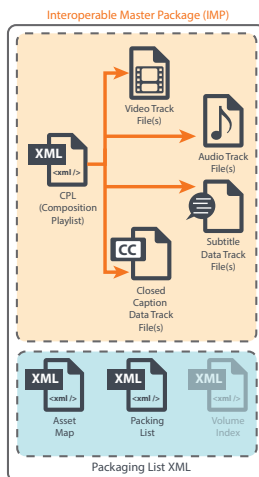 Interoperable Master Package (IMP)
Video Track
File(s)
XML
<xml />
CPL
(Composition
Playlist)
Audio Track
File(s)
Subtitle
Data Track
File(s)
CC
Closed
Caption
Data Track
File(s)
XML
<xml />
Asset
Map
XML
<xml />
Packing
List
XML
<xml />
Volume
Index
Packaging List XML